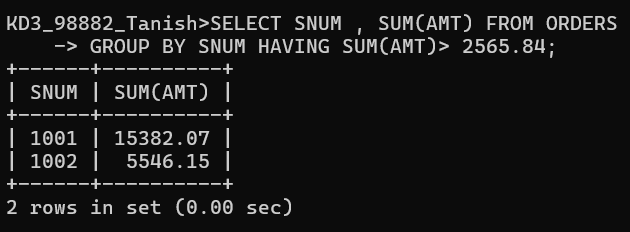 KD3_98882_Tanish>SELECT SNUM , SUM(AMT) FROM ORDERS
    -> GROUP BY SNUM HAVING SUM(AMT)> 2565.84;
+------+----------+
| SNUM | SUM(AMT) |
+------+----------+
| 1001 | 15382.07 |
| 1002 |  5546.15 |
+------+----------+
2 rows in set (0.00 sec)